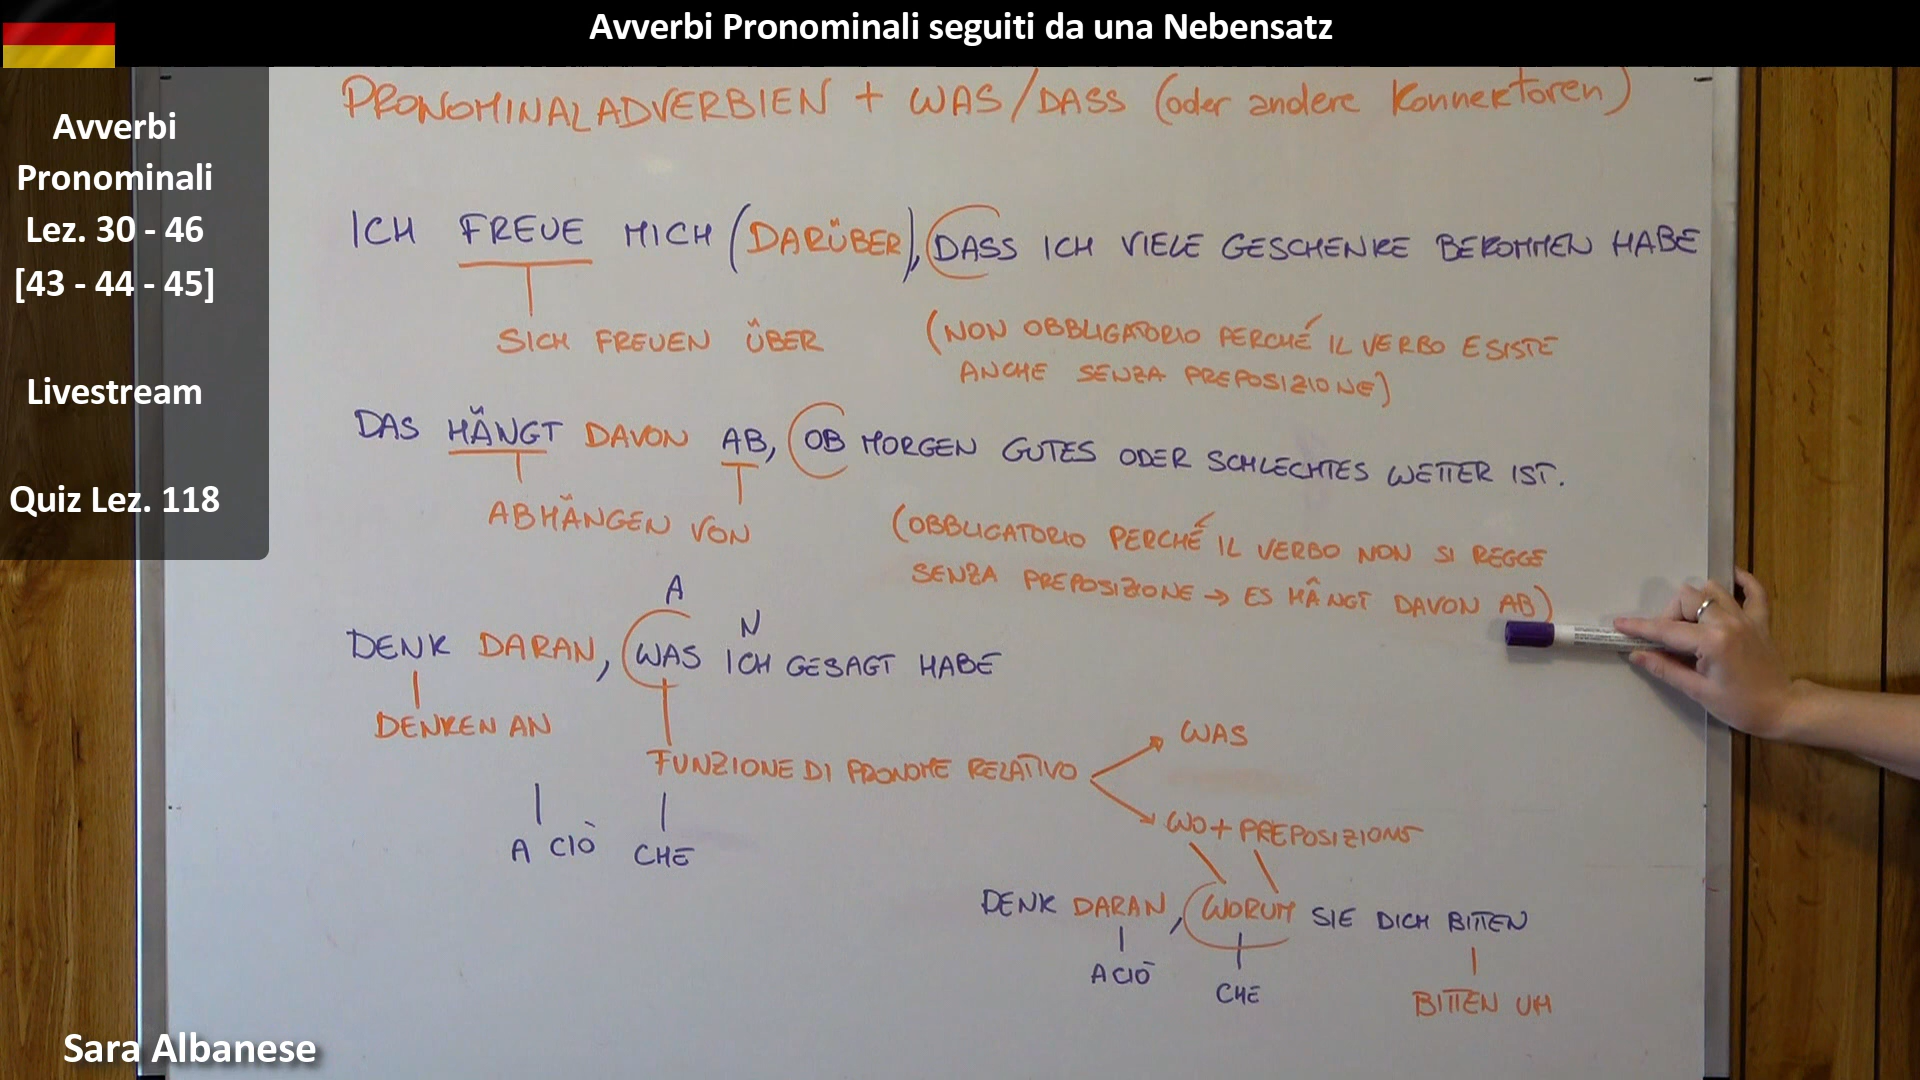 Avverbi Pronominali seguiti da una Nebensatz
Avverbi
Pronominali
Lez. 30 - 46
[43 - 44 - 45]
Livestream
Quiz Lez. 118
PRONOMINALADVERBIEN + WAS/DASS (oder andere Konnektoren)
ICH FREUE MICH (DARÜBER), DASS ICH VIELE GESCHENKE BEKOMMEN HABE
SICH FREUEN ÜBER
(NON OBBLIGATORIO PERCHÉ IL VERBO ESISTE
ANCHE SENZA PREPOSIZIONE)
DAS HÄNGT DAVON AB, OB MORGEN GUTES ODER SCHLECHTES WETTER IST.
ABHÄNGEN VON
(OBBLIGATORIO PERCHÉ IL VERBO NON SI REGGE
SENZA PREPOSIZIONE → ES HÄNGT DAVON AB)
A
N
DENK DARAN, WAS ICH GESAGT HABE
DENKEN AN
FUNZIONE DI PRONOME RELATIVO
WAS
WO + PREPOSIZIONE
A CIÒ CHE
DENK DARAN, WORUM SIE DICH BITTEN
A CIÒ
CHE
BITTEN UM
Sara Albanese